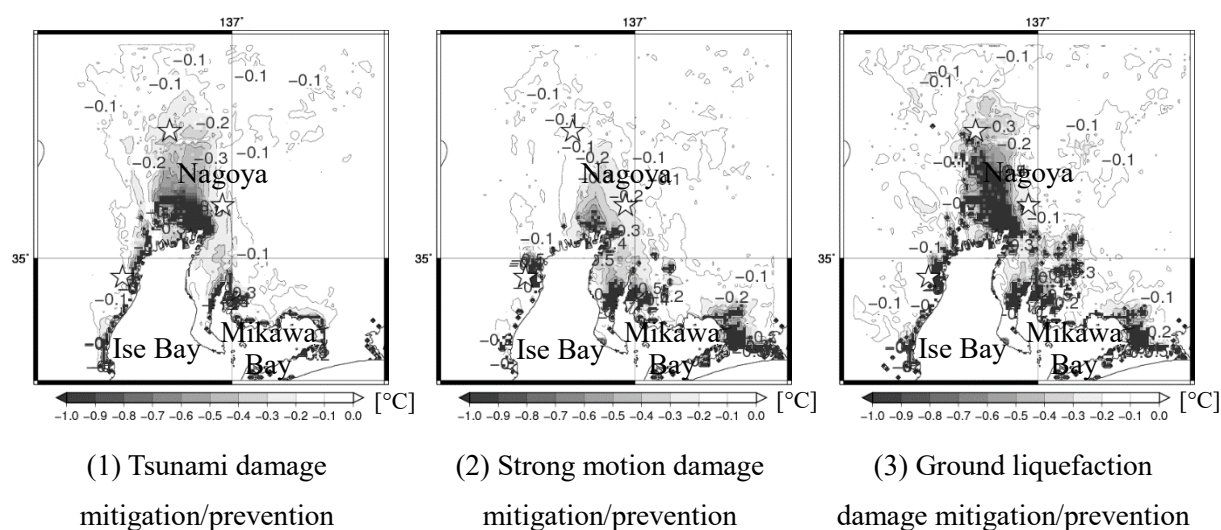 137°
137°
137°
−0.1
−0.1
−0.1
−0.1
−0.1
−0.2
−0.2
−0.3
−0.1
Nagoya
35°
−0.1
−0.1
−0.3
Mikawa
Bay
Ise Bay
−0.1
−0.1
−0.2
−0.1
Nagoya
−0.2
−0.1
35°
−0.1
−0.2
Mikawa
Bay
Ise Bay
−0.1
−0.1
−0.3
−0.2
−0.1
−0.1
Nagoya
−0.1
−0.1
35°
−0.1
−0.1
−0.1
Mikawa
Bay
Ise Bay
−1.0 −0.9 −0.8 −0.7 −0.6 −0.5 −0.4 −0.3 −0.2 −0.1 0.0 [°C]
−1.0 −0.9 −0.8 −0.7 −0.6 −0.5 −0.4 −0.3 −0.2 −0.1 0.0 [°C]
−1.0 −0.9 −0.8 −0.7 −0.6 −0.5 −0.4 −0.3 −0.2 −0.1 0.0 [°C]
(1) Tsunami damage
mitigation/prevention
(2) Strong motion damage
mitigation/prevention
(3) Ground liquefaction
damage mitigation/prevention